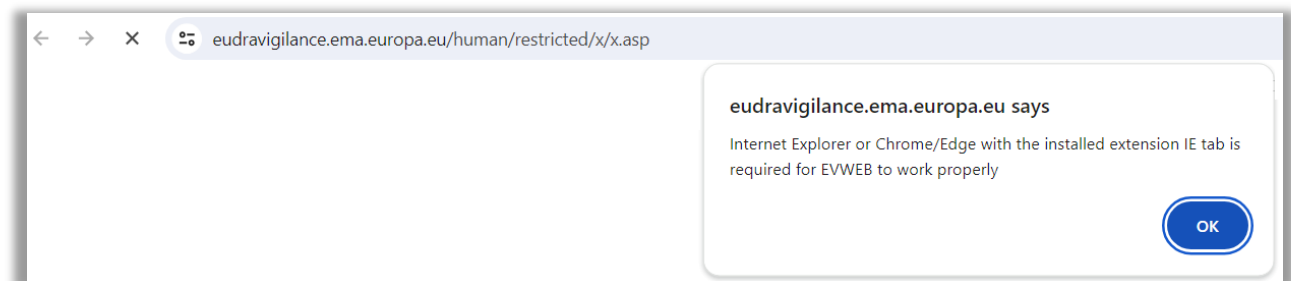 eudravigilance.ema.europa.eu/human/restricted/x/x.asp
eudravigilance.ema.europa.eu says
Internet Explorer or Chrome/Edge with the installed extension IE tab is
required for EVWEB to work properly
OK